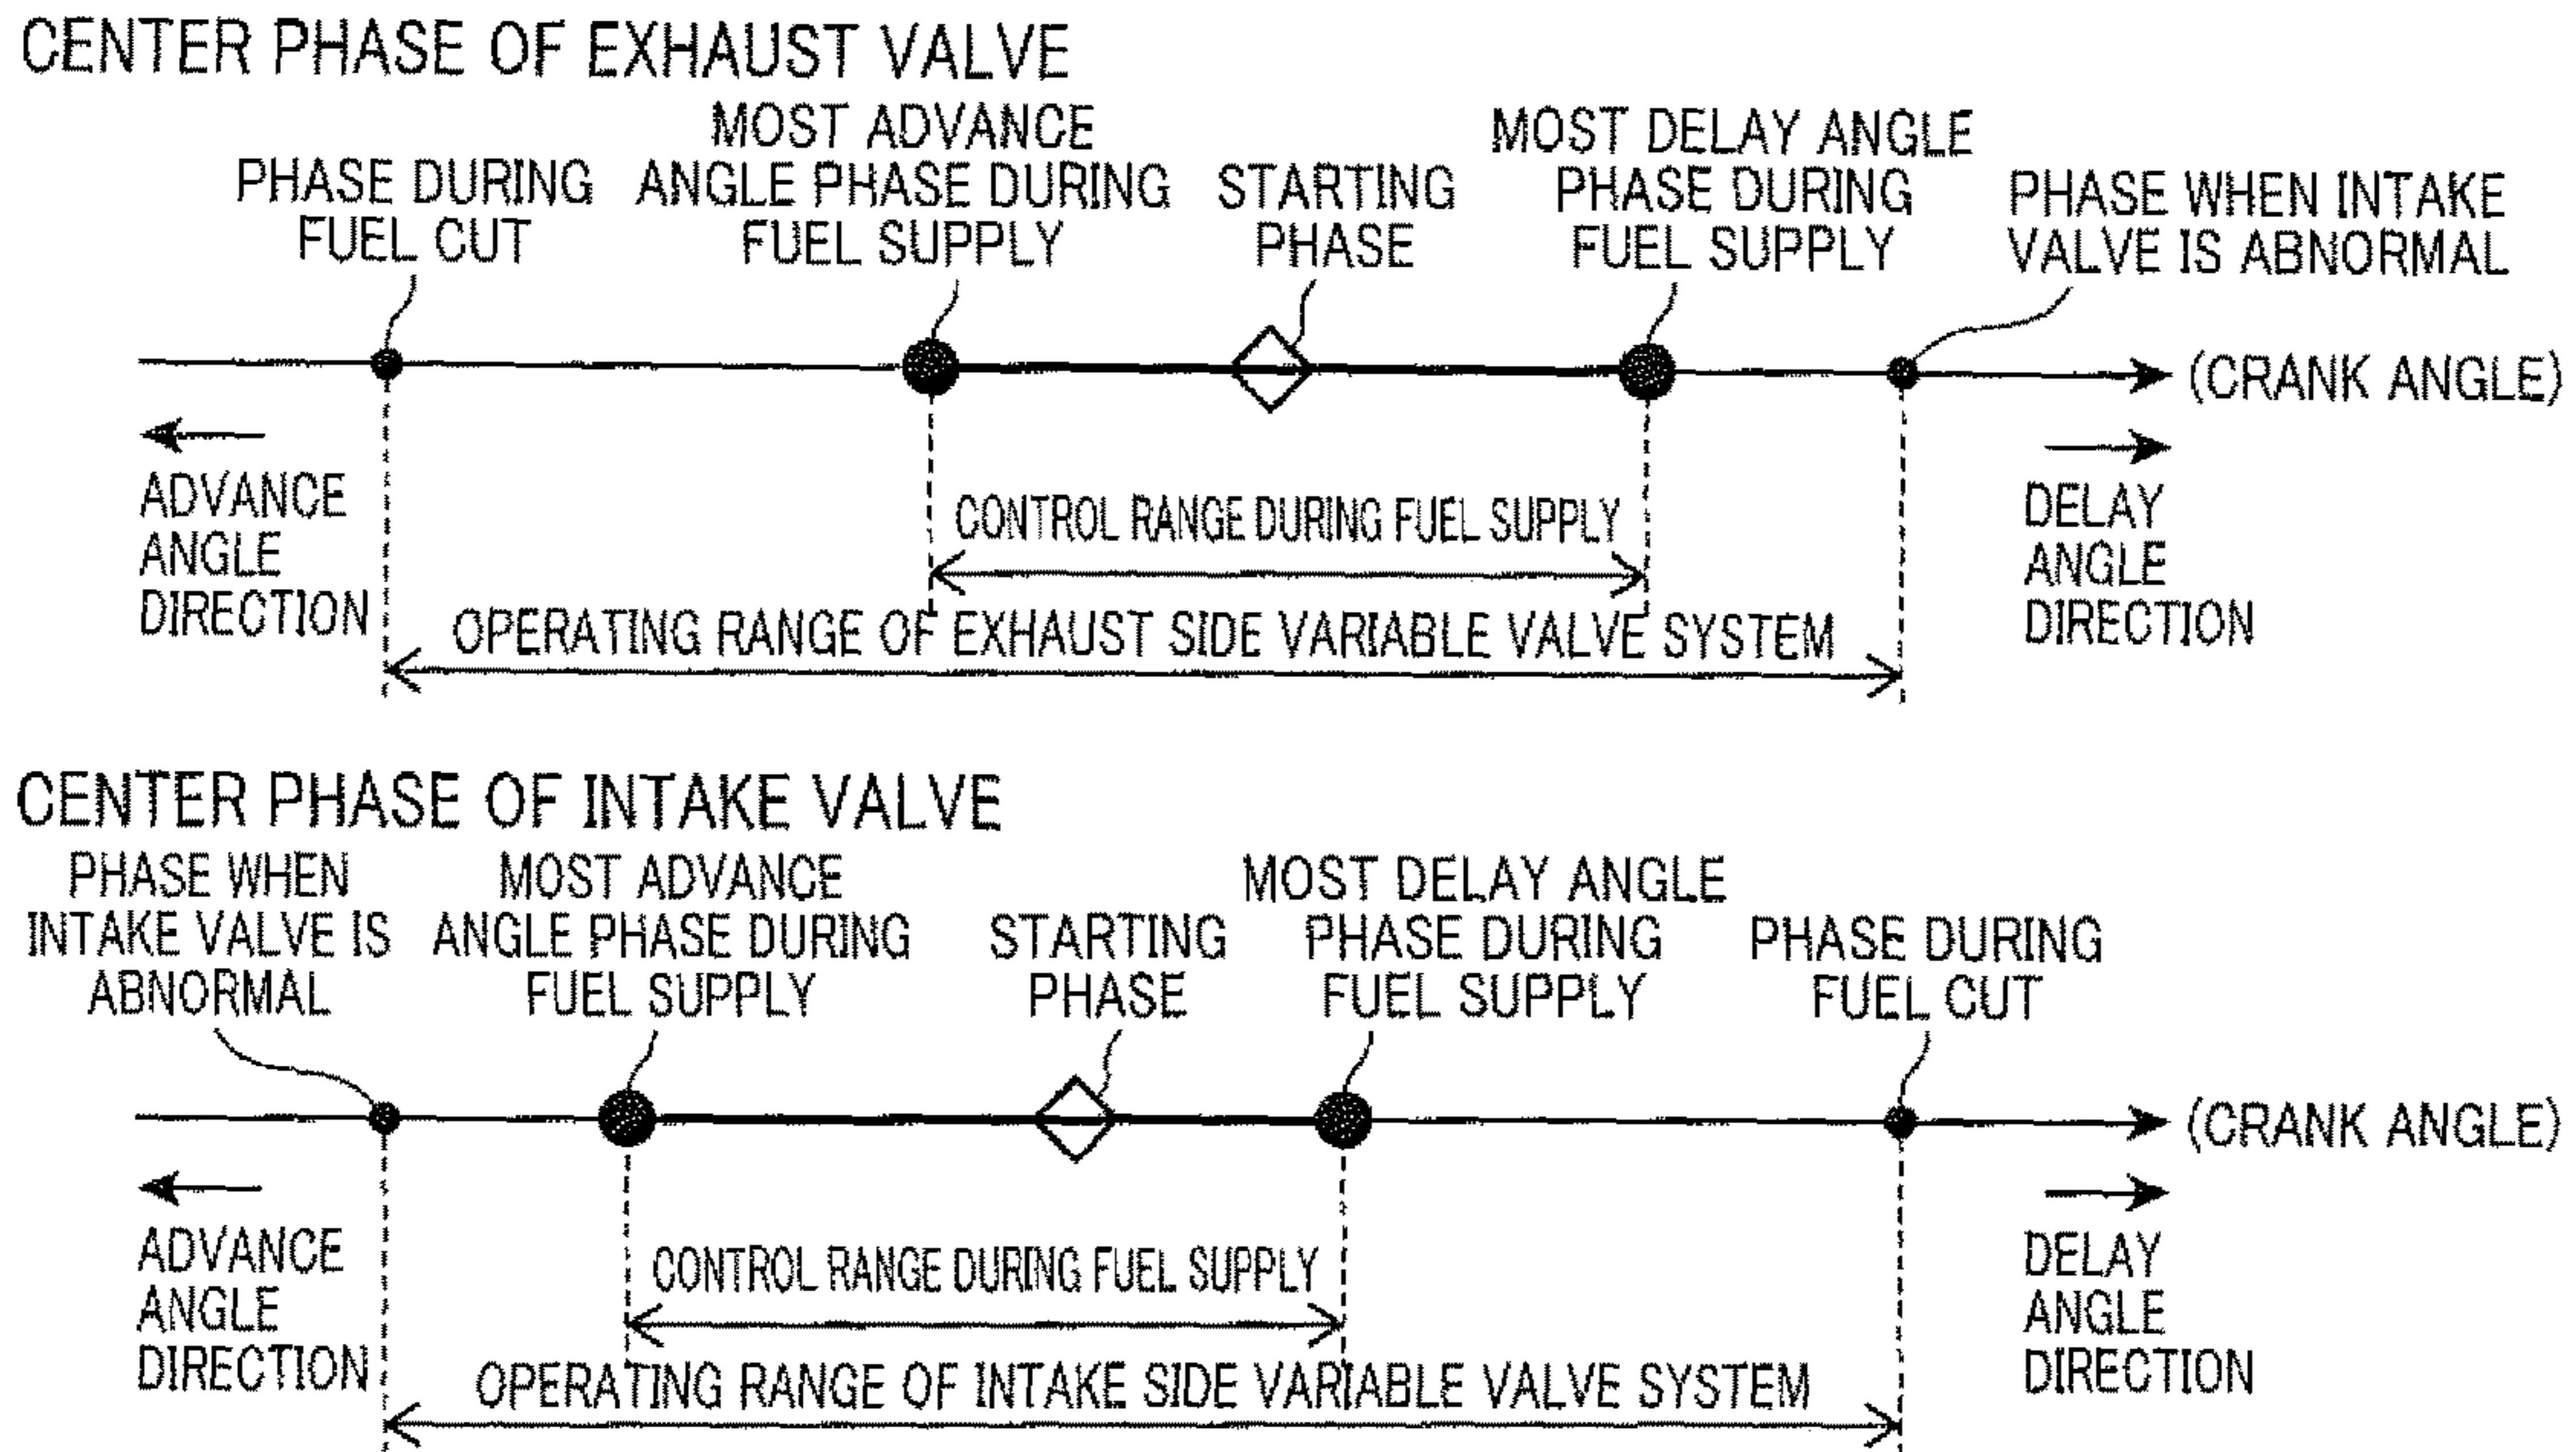 CENTER PHASE OF EXHAUST VALVE
PHASE DURING
FUEL CUT
MOST ADVANCE
ANGLE PHASE DURING
FUEL SUPPLY
STARTING
PHASE
MOST DELAY ANGLE
PHASE DURING
FUEL SUPPLY
PHASE WHEN INTAKE
VALVE IS ABNORMAL
(CRANK ANGLE)
ADVANCE
ANGLE
DIRECTION
CONTROL RANGE DURING FUEL SUPPLY
DELAY
ANGLE
DIRECTION
OPERATING RANGE OF EXHAUST SIDE VARIABLE VALVE SYSTEM
CENTER PHASE OF INTAKE VALVE
PHASE WHEN
INTAKE VALVE IS
ABNORMAL
MOST ADVANCE
ANGLE PHASE DURING
FUEL SUPPLY
STARTING
PHASE
MOST DELAY ANGLE
PHASE DURING
FUEL SUPPLY
PHASE DURING
FUEL CUT
(CRANK ANGLE)
ADVANCE
ANGLE
DIRECTION
CONTROL RANGE DURING FUEL SUPPLY
DELAY
ANGLE
DIRECTION
OPERATING RANGE OF INTAKE SIDE VARIABLE VALVE SYSTEM